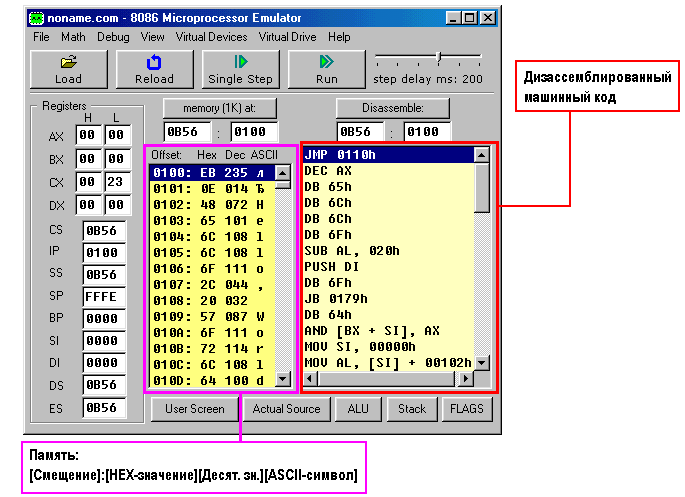 noname.com - 8086 Microprocessor Emulator
File Math Debug View Virtual Devices Virtual Drive Help
Load Reload Single Step Run step delay ms: 200
Дизассемблированный
машинный код
Registers
H L
memory (1K) at: Disassemble:
0B56 : 0100 0B56 : 0100
AX 00 00
BX 00 00
CX 00 23
DX 00 00
CS 0B56
IP 0100
SS 0B56
SP FFFE
BP 0000
SI 0000
DI 0000
DS 0B56
ES 0B56
Offset: Hex Dec ASCII
0100: EB 235 л
0101: 0E 014 Ђ
0102: 48 072 H
0103: 65 101 e
0104: 6C 108 l
0105: 6C 108 l
0106: 6F 111 o
0107: 2C 044 ,
0108: 20 032
0109: 57 087 W
010A: 6F 111 o
010B: 72 114 r
010C: 6C 108 l
010D: 64 100 d
JMP 0110h
DEC AX
DB 65h
DB 6Ch
DB 6Ch
DB 6Fh
SUB AL, 020h
PUSH DI
DB 6Fh
JB 0179h
DB 64h
AND [BX + SI], AX
MOV SI, 00000h
MOV AL, [SI] + 00102h
User Screen Actual Source ALU Stack FLAGS
Память:
[Смещение]:[HEX-значение][Десят. зн.][ASCII-символ]